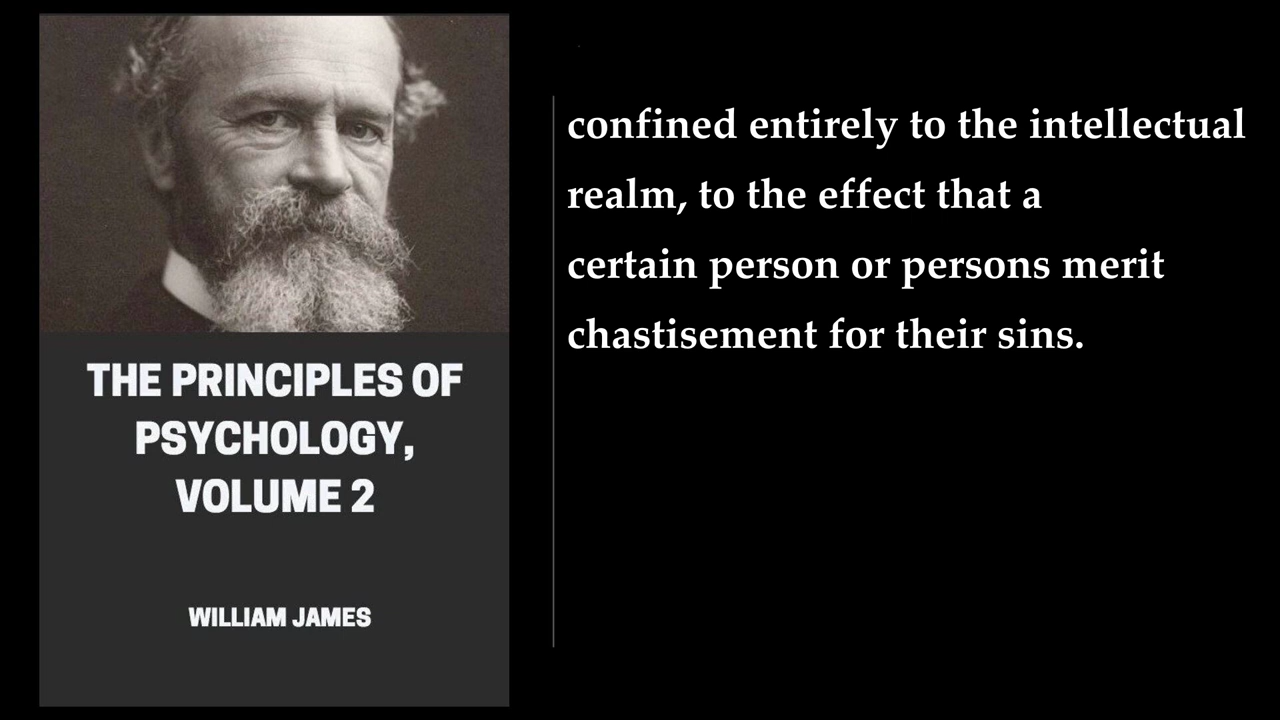 THE PRINCIPLES OF
PSYCHOLOGY,
VOLUME 2
WILLIAM JAMES
confined entirely to the intellectual
realm, to the effect that a
certain person or persons merit
chastisement for their sins.